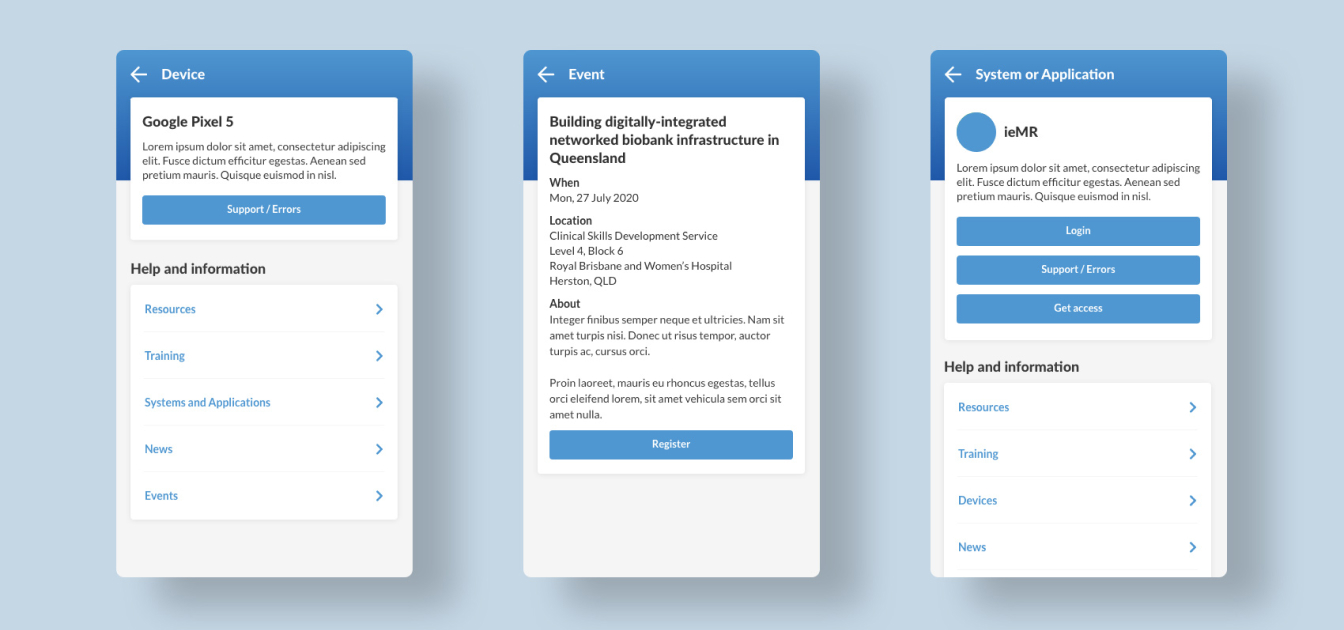 Device
Google Pixel 5
Lorem ipsum dolor sit amet, consectetur adipiscing
elit. Fusce dictum efficitur egestas. Aenean sed
pretium mauris. Quisque euismod in nisl.
Support / Errors
Help and information
Resources
Training
Systems and Applications
News
Events
Event
Building digitally-integrated
networked biobank infrastructure in
Queensland
When
Mon, 27 July 2020
Location
Clinical Skills Development Service
Level 4, Block 6
Royal Brisbane and Women's Hospital
Herston, QLD
About
Integer finibus semper neque et ultricies. Nam sit
amet turpis nisi. Donec ut risus tempor, auctor
turpis ac, cursus orci.
Proin laoreet, mauris eu rhoncus egestas, tellus
orci eleifend lorem, sit amet vehicula sem orci sit
amet nulla.
Register
System or Application
ieMR
Lorem ipsum dolor sit amet, consectetur adipiscing
elit. Fusce dictum efficitur egestas. Aenean sed
pretium mauris. Quisque euismod in nisl.
Login
Support / Errors
Get access
Help and information
Resources
Training
Devices
News